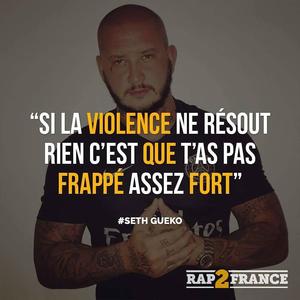 “SI LA VIOLENCE NE RÉSOUT
RIEN C’EST QUE T’AS PAS
FRAPPÉ ASSEZ FORT”
#SETH GUEKO
RAP2FRANCE